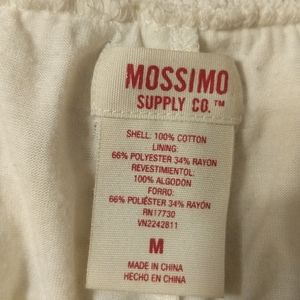 MOSSIMO
SUPPLY CO.™
SHELL: 100% COTTON
LINING:
66% POLYESTER 34% RAYON
REVESTIMIENTO:
100% ALGODON
FORRO:
66% POLIÉSTER 34% RAYÓN
RN17730
VN2242811
M
MADE IN CHINA
HECHO EN CHINA